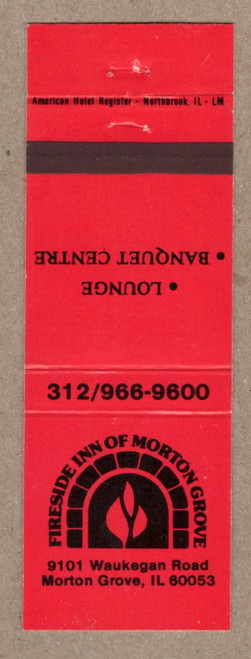 American Hotel Register - Northbrook, IL - LM
• LOUNGE
• BANQUET CENTRE
312/966-9600
FIRESIDE INN OF MORTON GROVE
9101 Waukegan Road
Morton Grove, IL 60053